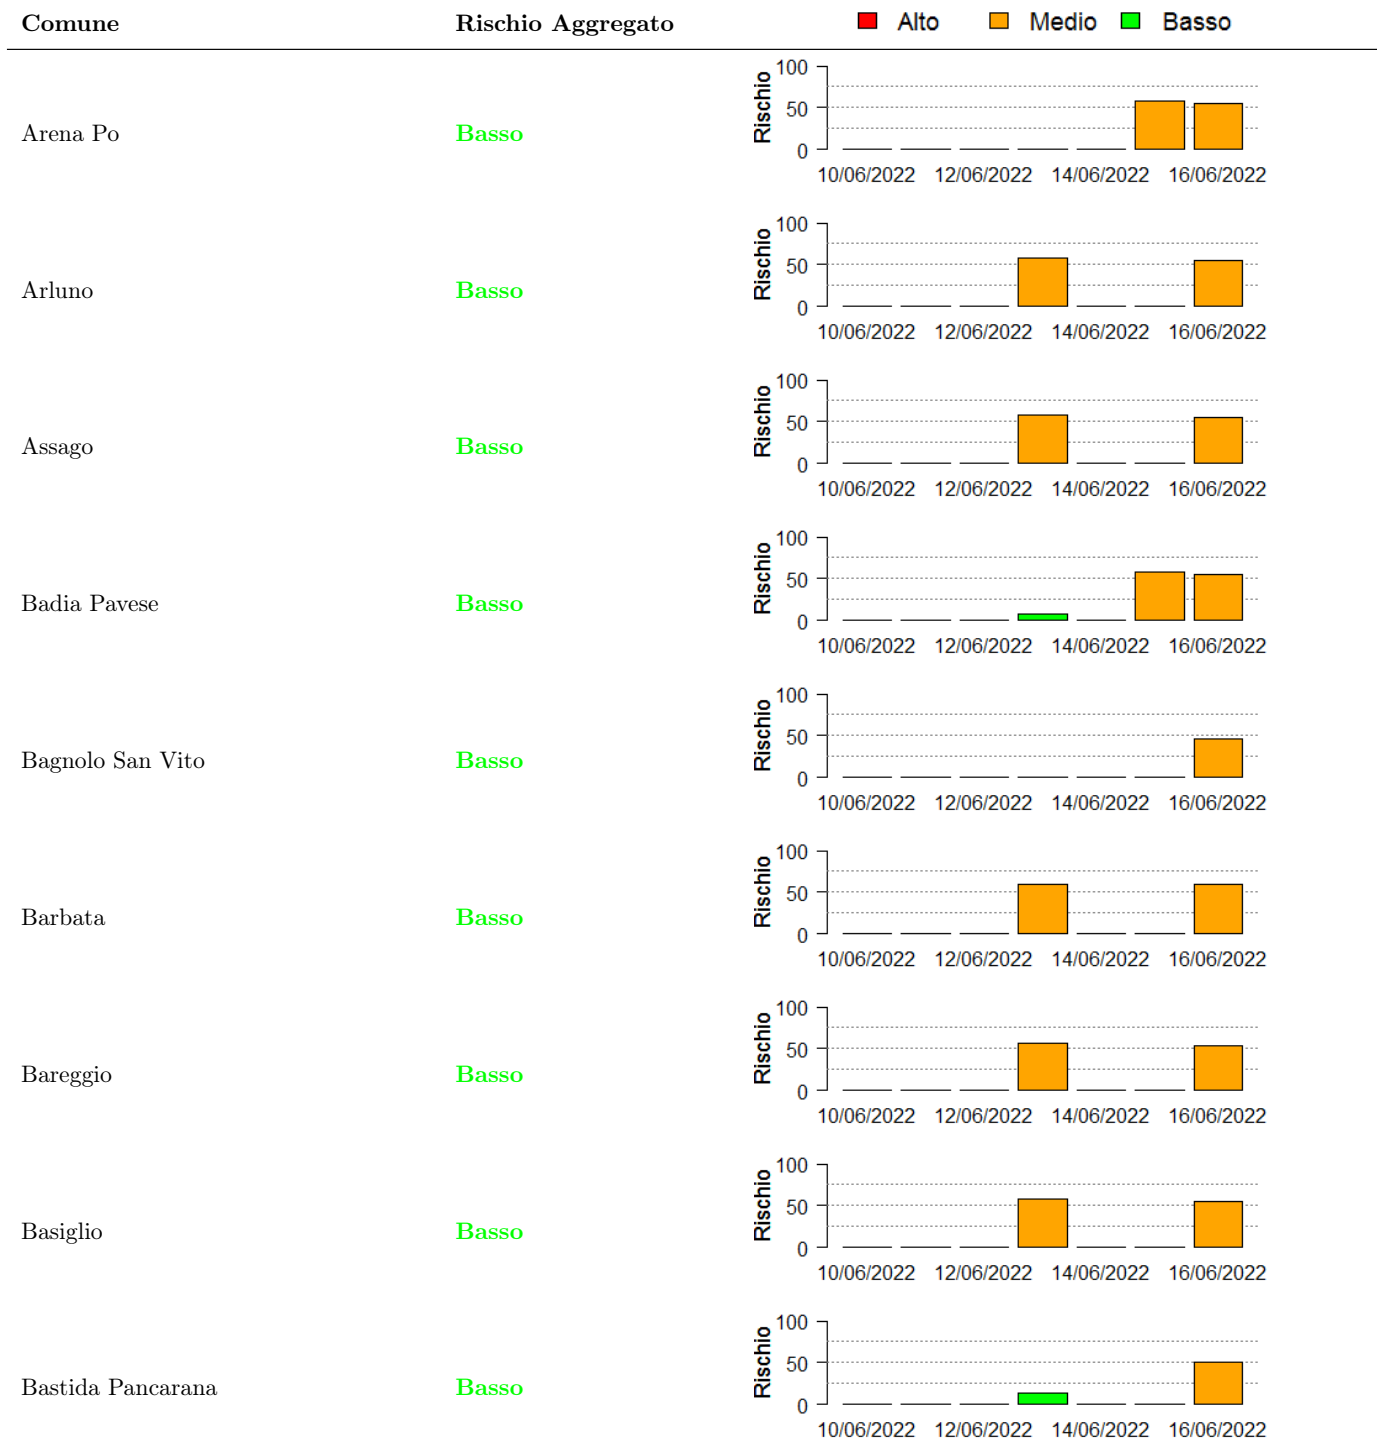 Comune Rischio Aggregato Alto Medio Basso
Arena Po Basso
Rischio
100
50
0
10/06/2022 12/06/2022 14/06/2022 16/06/2022
Arluno Basso
Rischio
100
50
0
10/06/2022 12/06/2022 14/06/2022 16/06/2022
Assago Basso
Rischio
100
50
0
10/06/2022 12/06/2022 14/06/2022 16/06/2022
Badia Pavese Basso
Rischio
100
50
0
10/06/2022 12/06/2022 14/06/2022 16/06/2022
Bagnolo San Vito Basso
Rischio
100
50
0
10/06/2022 12/06/2022 14/06/2022 16/06/2022
Barbata Basso
Rischio
100
50
0
10/06/2022 12/06/2022 14/06/2022 16/06/2022
Bareggio Basso
Rischio
100
50
0
10/06/2022 12/06/2022 14/06/2022 16/06/2022
Basiglio Basso
Rischio
100
50
0
10/06/2022 12/06/2022 14/06/2022 16/06/2022
Bastida Pancarana Basso
Rischio
100
50
0
10/06/2022 12/06/2022 14/06/2022 16/06/2022